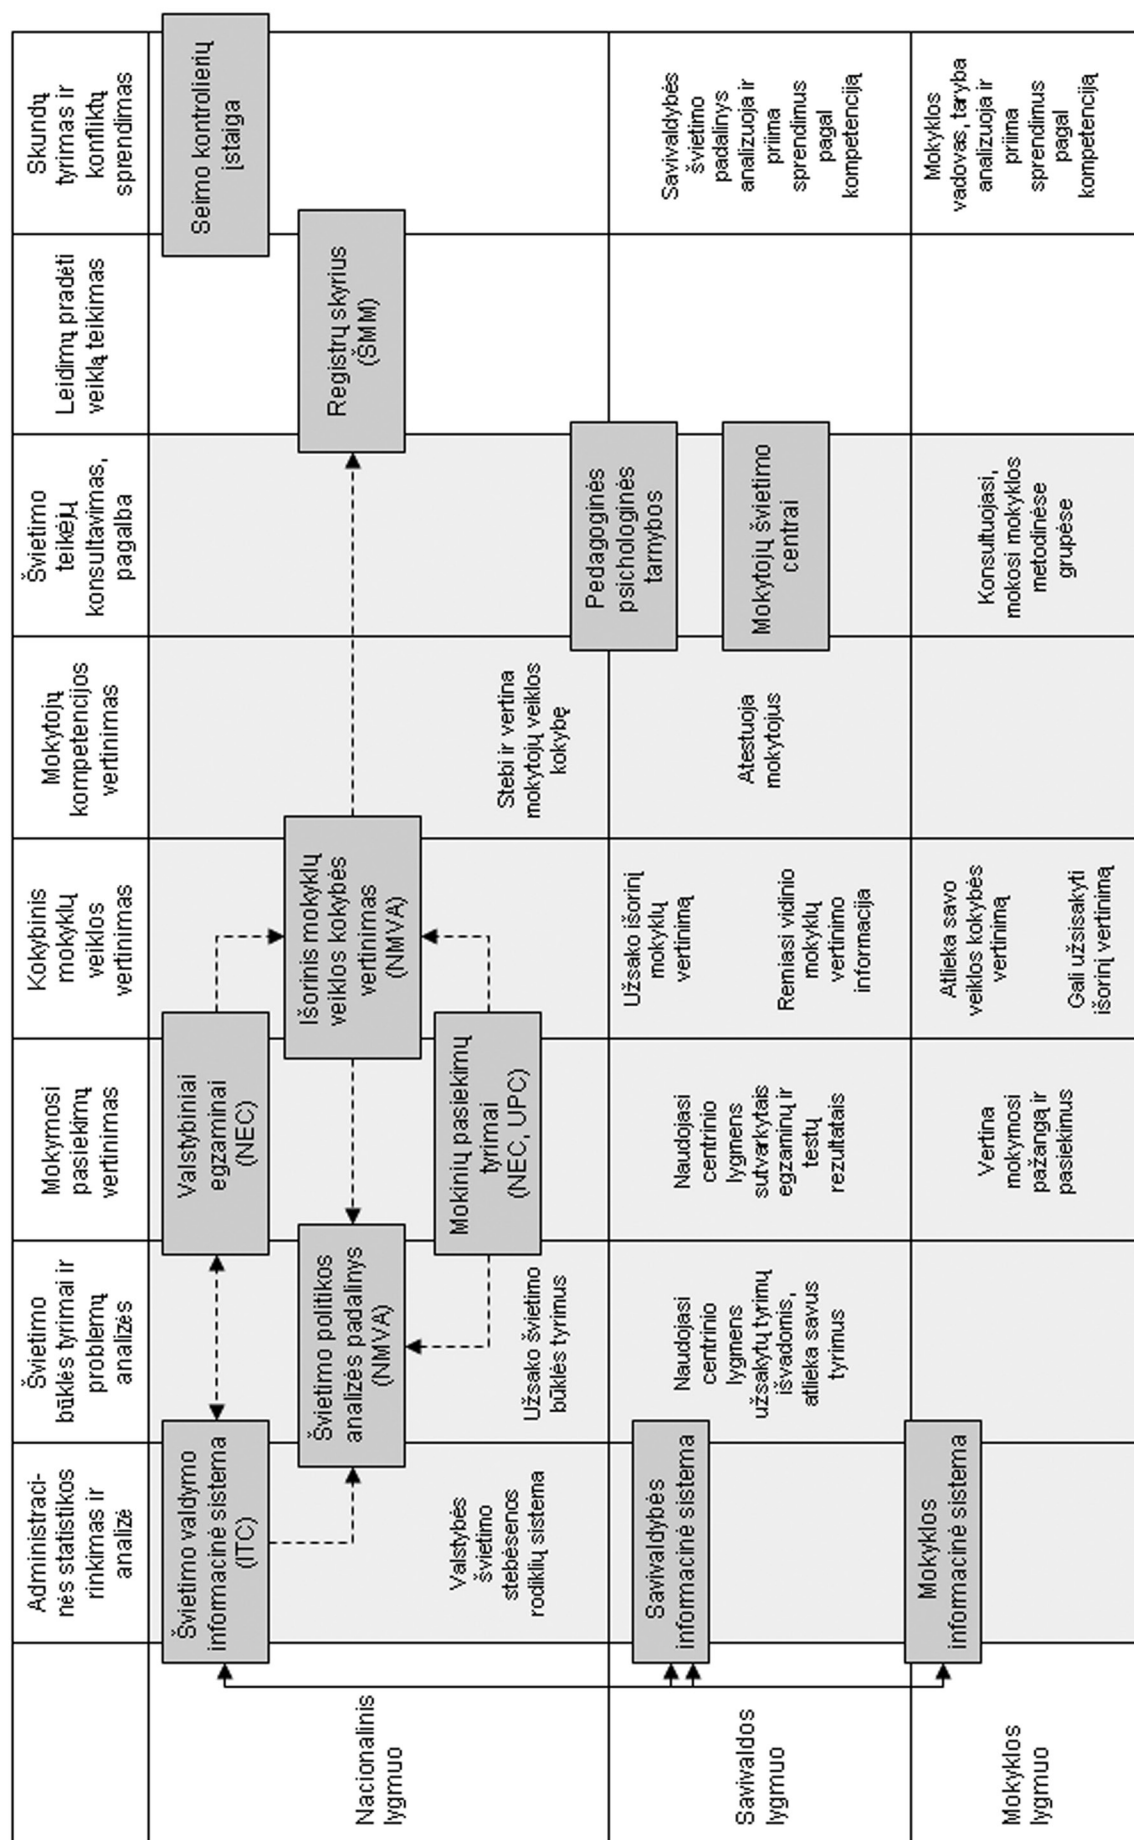 Administraci-
nės statistikos
rinkimas ir
analizė
Švietimo
būklės tyrimai ir
problemų
analizės
Mokymosi
pasiekimų
vertinimas
Kokybinis
mokyklų
veiklos
vertinimas
Mokytojų
kompetencijos
vertinimas
Švietimo
teikėjų
konsultavimas,
pagalba
Leidimų pradėti
veiklą teikimas
Skundų
tyrimas ir
konfliktų
sprendimas
Nacionalinis
lygmuo
Švietimo valdymo
informacinė sistema
(ITC)
Valstybiniai
egzaminai
(NEC)
Seimo kontrolierių
įstaiga
Švietimo politikos
analizės padalinys
(NMVA)
Išorinis mokyklų
veiklos kokybės
vertinimas
(NMVA)
Registrų skyrius
(ŠMM)
Mokinių pasiekimų
tyrimai
(NEC, UPC)
Valstybės
švietimo
stebėsenos
rodiklių sistema
Užsako švietimo
būklės tyrimus
Stebi ir vertina
mokytojų veiklos
kokybę
Pedagoginės
psichologinės
tarnybos
Savivaldos
lygmuo
Savivaldybės
informacinė sistema
Naudojasi
centrinio
lygmens
užsakytų tyrimų
išvadomis,
atlieka savus
tyrimus
Naudojasi
centrinio
lygmens
sutvarkytais
egzaminų ir
testų
rezultatais
Užsako išorinį
mokyklų
vertinimą
Remiasi vidinio
mokyklų
vertinimo
informacija
Atestuoja
mokytojus
Mokytojų švietimo
centrai
Savivaldybės
švietimo
padalinys
analizuoja ir
priima
sprendimus
pagal
kompetenciją
Mokyklos
lygmuo
Mokyklos
informacinė sistema
Vertina
mokymosi
pažangą ir
pasiekimus
Atlieka savo
veiklos kokybės
vertinimą
Gali užsisakyti
išorinį vertinimą
Konsultuojasi,
mokosi mokyklos
metodinėse
grupėse
Mokyklos
vadovas, taryba
analizuoja ir
priima
sprendimus
pagal
kompetenciją